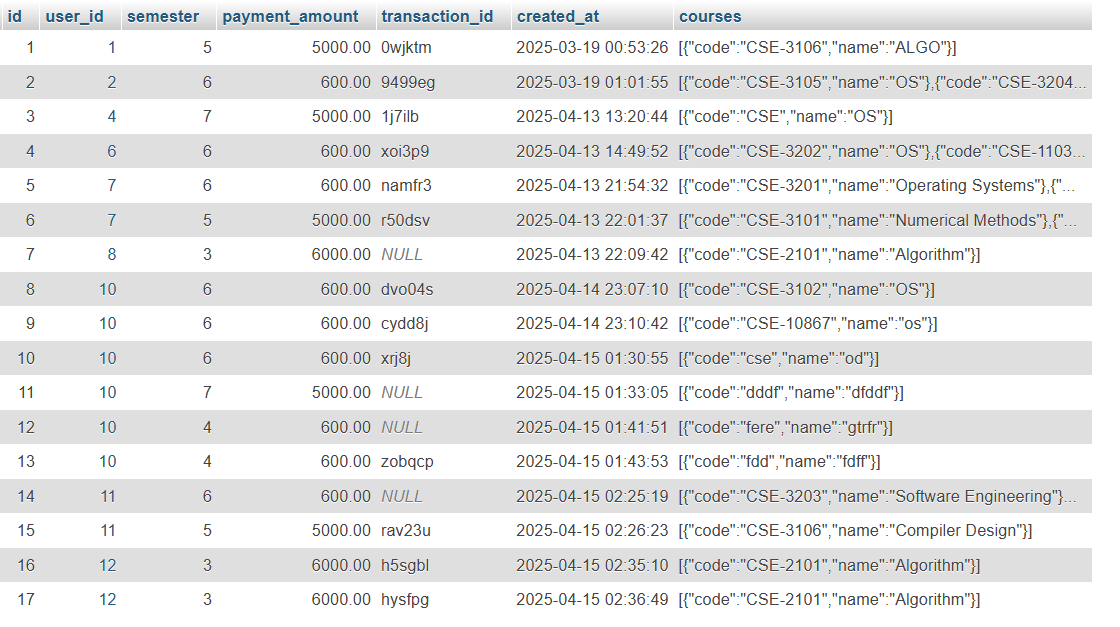 id user_id semester payment_amount transaction_id created_at courses
1 1 5 5000.00 0wjktm 2025-03-19 00:53:26 [{"code":"CSE-3106","name":"ALGO"}]
2 2 6 600.00 9499eg 2025-03-19 01:01:55 [{"code":"CSE-3105","name":"OS"},{"code":"CSE-3204...
3 4 7 5000.00 1j7ilb 2025-04-13 13:20:44 [{"code":"CSE","name":"OS"}]
4 6 6 600.00 xoi3p9 2025-04-13 14:49:52 [{"code":"CSE-3202","name":"OS"},{"code":"CSE-1103...
5 7 6 600.00 namfr3 2025-04-13 21:54:32 [{"code":"CSE-3201","name":"Operating Systems"},{"...
6 7 5 5000.00 r50dsv 2025-04-13 22:01:37 [{"code":"CSE-3101","name":"Numerical Methods"},{"...
7 8 3 6000.00 NULL 2025-04-13 22:09:42 [{"code":"CSE-2101","name":"Algorithm"}]
8 10 6 600.00 dvo04s 2025-04-14 23:07:10 [{"code":"CSE-3102","name":"OS"}]
9 10 6 600.00 cydd8j 2025-04-14 23:10:42 [{"code":"CSE-10867","name":"os"}]
10 10 6 600.00 xrj8j 2025-04-15 01:30:55 [{"code":"cse","name":"od"}]
11 10 7 5000.00 NULL 2025-04-15 01:33:05 [{"code":"dddf","name":"dfddf"}]
12 10 4 600.00 NULL 2025-04-15 01:41:51 [{"code":"fere","name":"gtrfr"}]
13 10 4 600.00 zobqcp 2025-04-15 01:43:53 [{"code":"fdd","name":"fdff"}]
14 11 6 600.00 NULL 2025-04-15 02:25:19 [{"code":"CSE-3203","name":"Software Engineering"}...
15 11 5 5000.00 rav23u 2025-04-15 02:26:23 [{"code":"CSE-3106","name":"Compiler Design"}]
16 12 3 6000.00 h5sgbl 2025-04-15 02:35:10 [{"code":"CSE-2101","name":"Algorithm"}]
17 12 3 6000.00 hysfpg 2025-04-15 02:36:49 [{"code":"CSE-2101","name":"Algorithm"}]